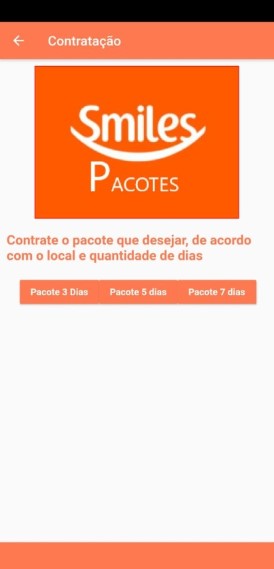 Contratação
Smiles
PACOTES
Contrate o pacote que desejar, de acordo
com o local e quantidade de dias
Pacote 3 Dias Pacote 5 dias Pacote 7 dias